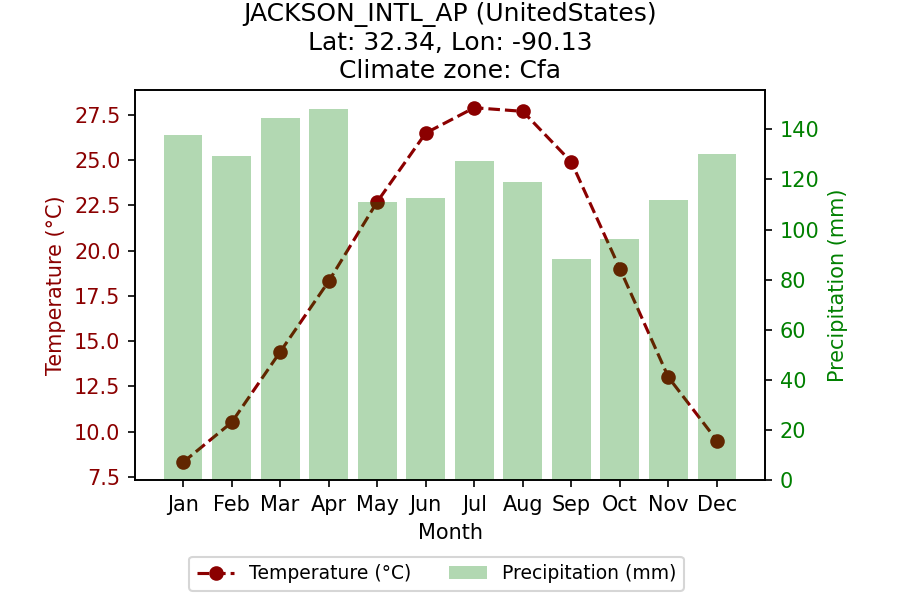 JACKSON_INTL_AP (UnitedStates)
Lat: 32.34, Lon: -90.13
Climate zone: Cfa
Temperature (°C)
27.5
25.0
22.5
20.0
17.5
15.0
12.5
10.0
7.5
140
120
100
80
60
40
20
0
Precipitation (mm)
Jan Feb Mar Apr May Jun Jul Aug Sep Oct Nov Dec
Month
Temperature (°C) Precipitation (mm)